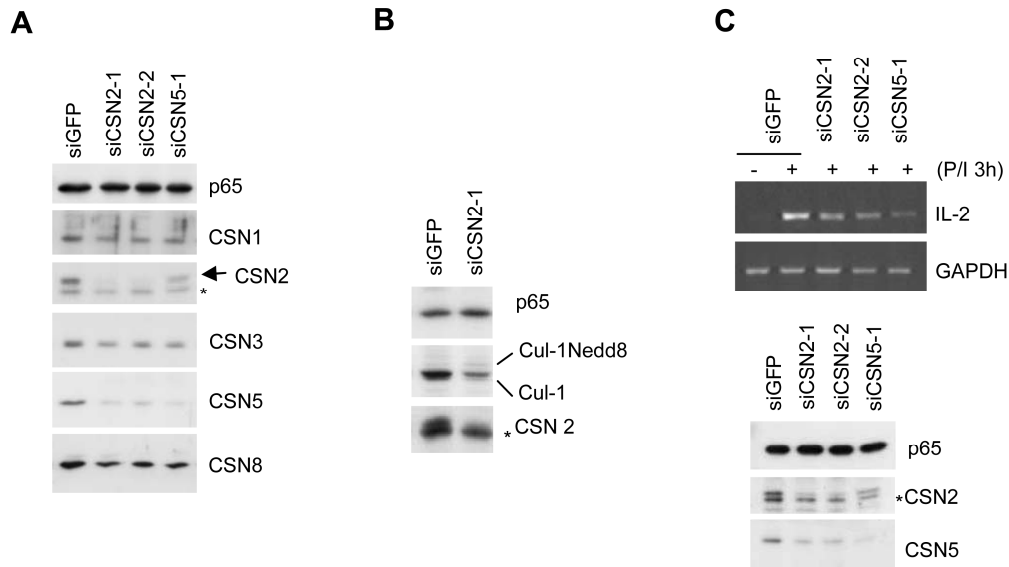 A
siGFP
siCSN2-1
siCSN2-2
siCSN5-1
p65
CSN1
CSN2
*
CSN3
CSN5
CSN8
B
siGFP
siCSN2-1
p65
Cul-1Nedd8
Cul-1
*CSN 2
C
siGFP
siCSN2-1
siCSN2-2
siCSN5-1
- + + + + (P/I 3h)
IL-2
GAPDH
siGFP
siCSN2-1
siCSN2-2
siCSN5-1
p65
*CSN2
CSN5